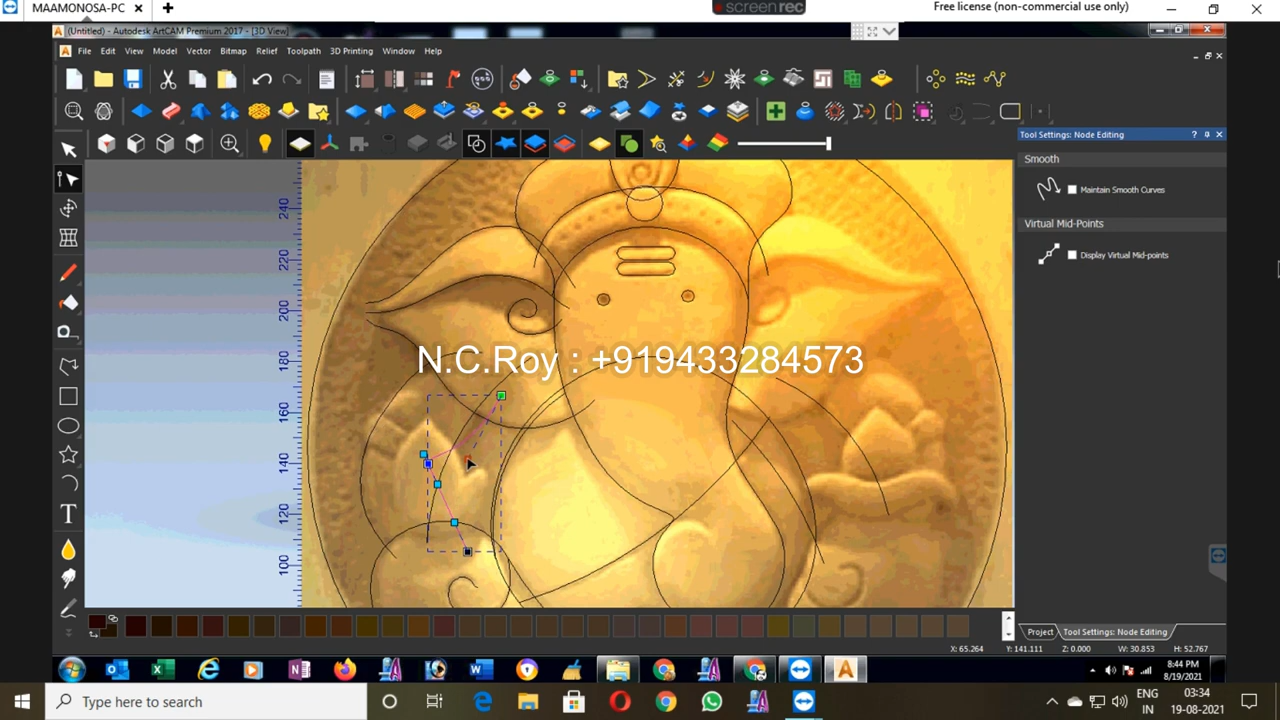 MAAMONOSA-PC
screenrec
Free license (non-commercial use only)
(Untitled) - Autodesk ArtCAM Premium 2017 - [3D View]
File Edit View Model Vector Bitmap Relief Toolpath 3D Printing Window Help
Tool Settings: Node Editing
Smooth
Maintain Smooth Curves
Virtual Mid-Points
Display Virtual Mid-points
240
220
200
180
160
140
120
100
N.C.Roy : +919433284573
Project Tool Settings: Node Editing
X: 65.264 Y: 141.111 Z: 0.000 W: 30.853 H: 52.767
8:44 PM
8/19/2021
Type here to search
ENG
IN
03:34
19-08-2021